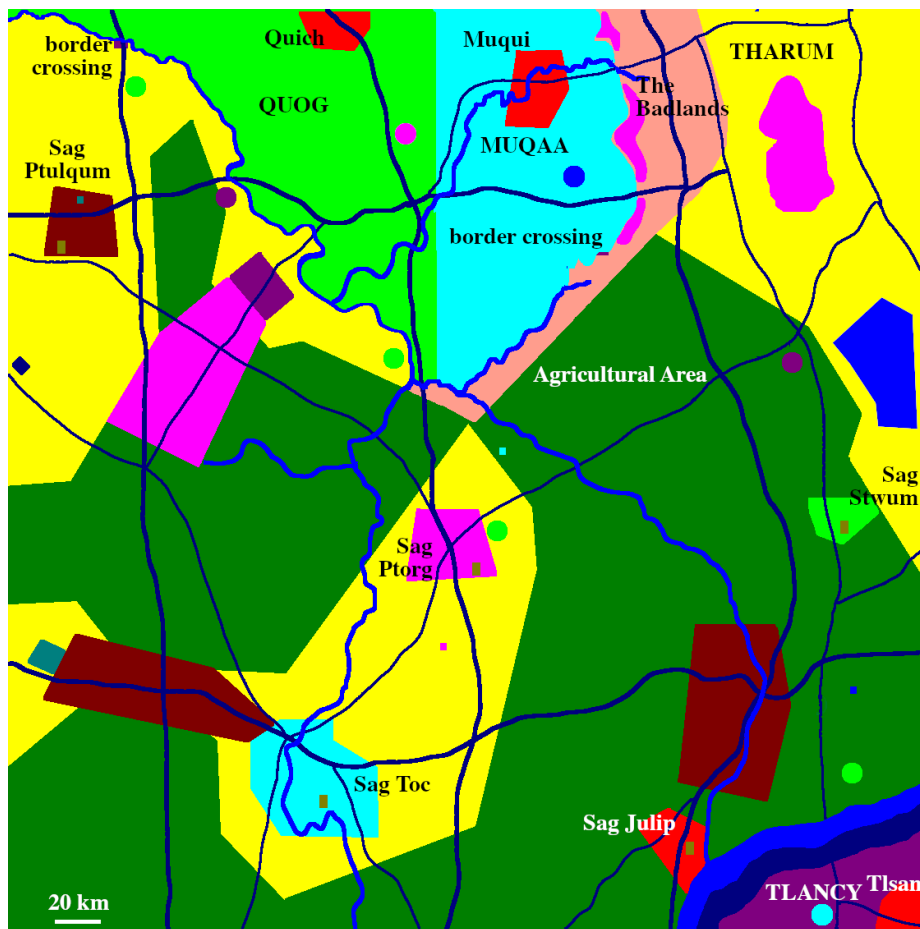 border
crossing
Quich
Muqui
THARUM
The
Badlands
QUOG
MUQAA
Sag
Ptulqum
border crossing
Agricultural Area
Sag
Stwum
Sag
Ptorg
Sag Toc
Sag Julip
Tlsan
TLANCY
20 km